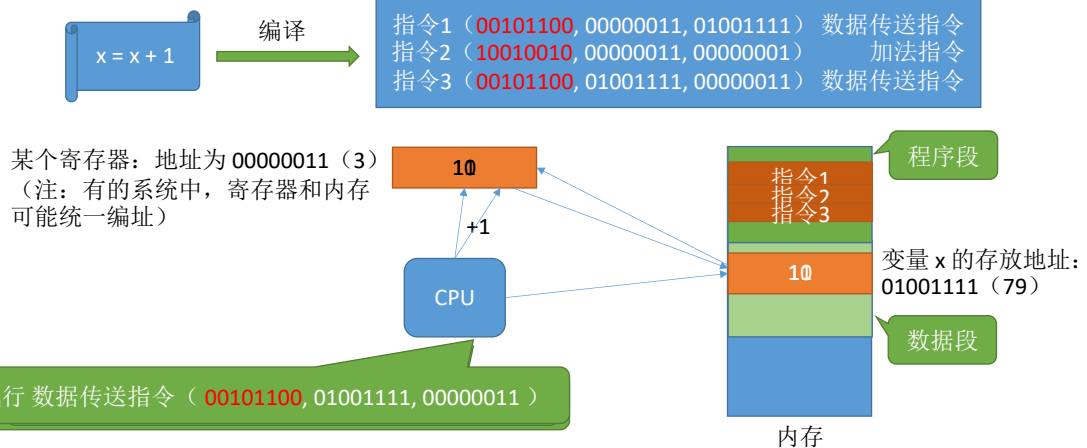 x = x + 1
编译
指令1（00101100, 00000011, 01001111） 数据传送指令
指令2（10010010, 00000011, 00000001） 加法指令
指令3（00101100, 01001111, 00000011） 数据传送指令
某个寄存器：地址为 00000011（3）
（注：有的系统中，寄存器和内存
可能统一编址）
+1
CPU
程序段
指令1
指令2
指令3
变量 x 的存放地址：
01001111（79）
数据段
行 数据传送指令（ 00101100, 01001111, 00000011 ）
内存